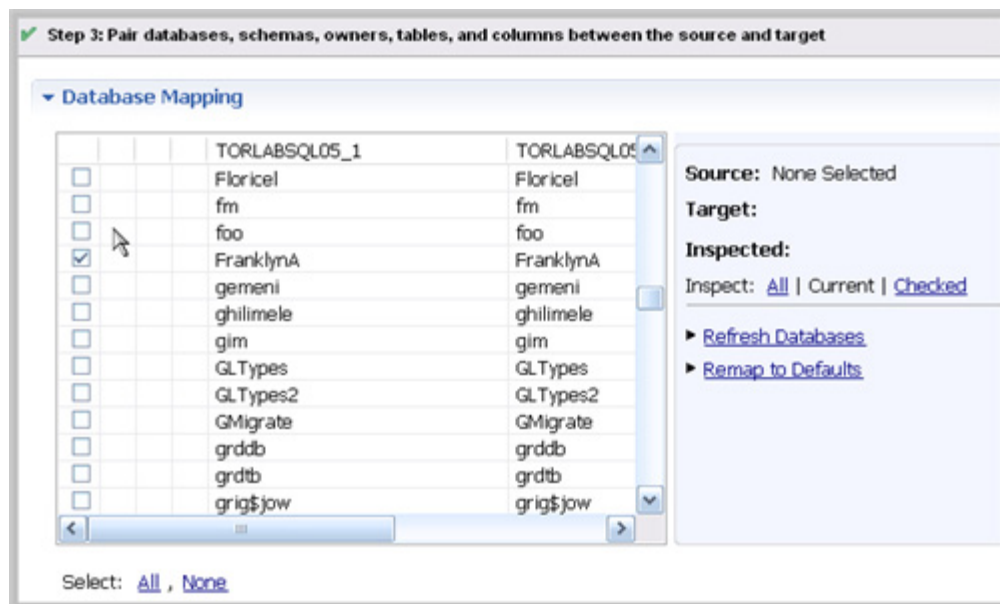 Step 3: Pair databases, schemas, owners, tables, and columns between the source and target
Database Mapping
TORLABSQL05_1 TORLABSQL05
Floricel Floricel
fm fm
foo foo
FranklynA FranklynA
gemeni gemeni
ghilimele ghilimele
gim gim
GLTypes GLTypes
GLTypes2 GLTypes2
GMigrate GMigrate
grddb grddb
grdtb grdtb
grig$jow grig$jow
Source: None Selected
Target:
Inspected:
Inspect: All | Current | Checked
Refresh Databases
Remap to Defaults
Select: All , None